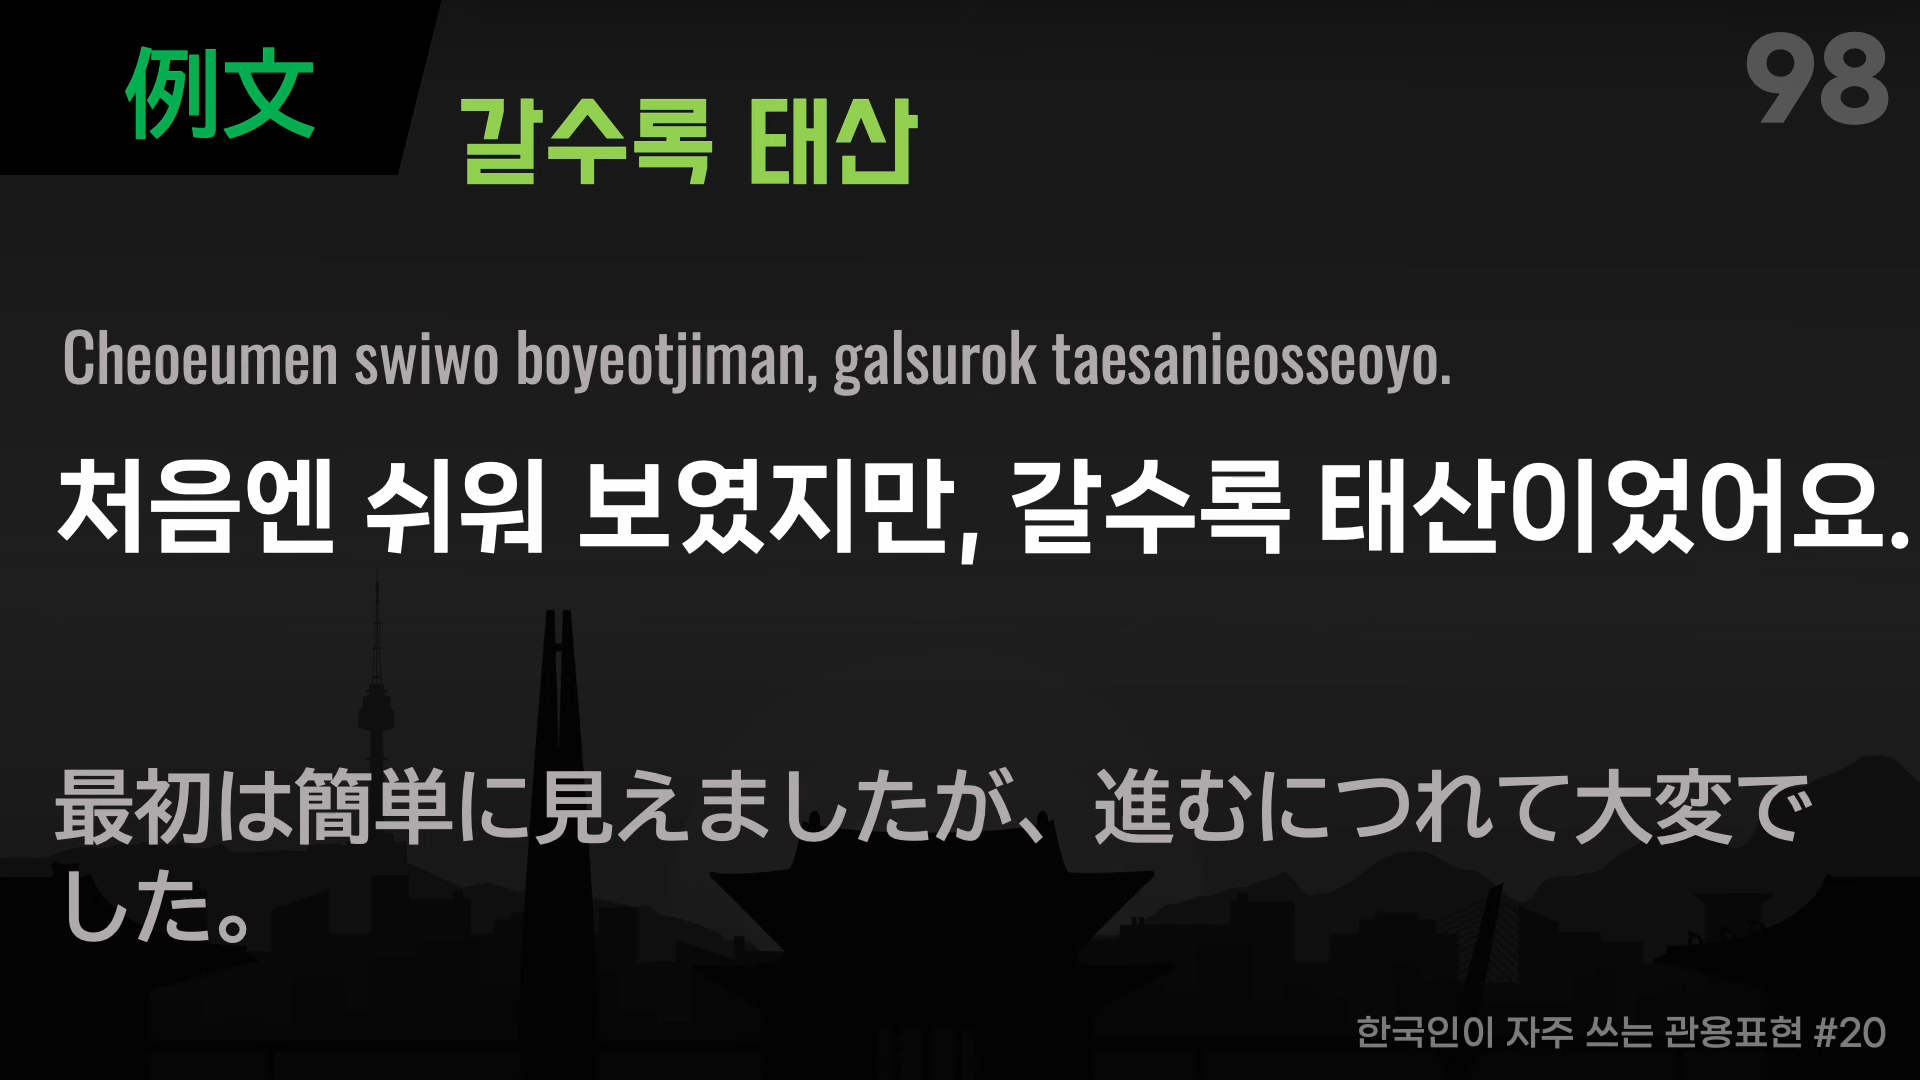 例文
갈수록 태산
98
Cheoeumen swiwo boyeotjiman, galsurok taesanieosseoyo.
처음엔 쉬워 보였지만, 갈수록 태산이었어요.
最初は簡単に見えましたが、進むにつれて大変で
した。
한국인이 자주 쓰는 관용표현 #20